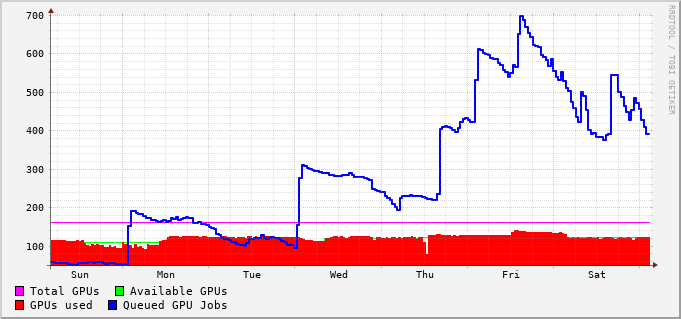 700
600
500
400
300
200
100
Sun Mon Tue Wed Thu Fri Sat
RRDTOOL / TOBI OETIKER
Total GPUs Available GPUs
GPUs used Queued GPU Jobs